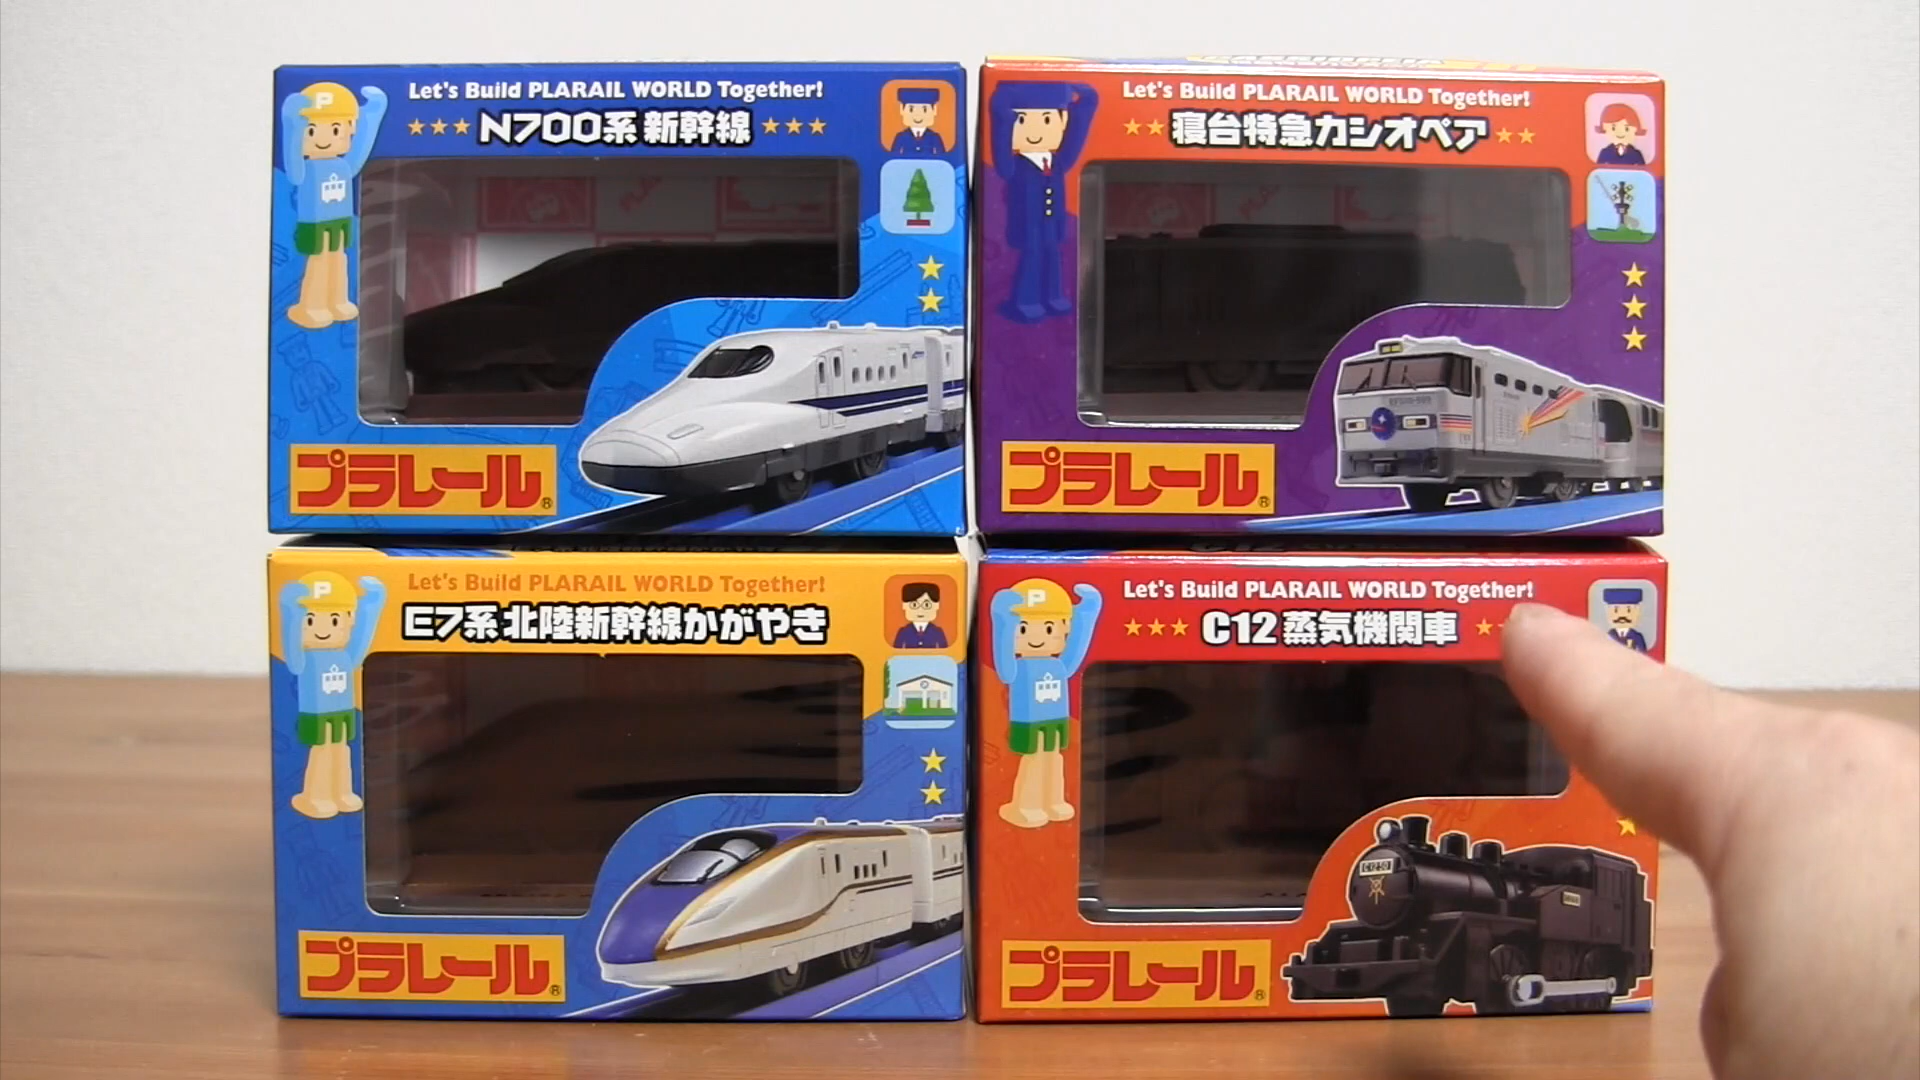 Let's Build PLARAIL WORLD Together!
★★★ N700系 新幹線 ★★★
P
プラレール®
Let's Build PLARAIL WORLD Together!
★★ 寝台特急カシオペア ★★
プラレール®
Let's Build PLARAIL WORLD Together!
E7系北陸新幹線かがやき
P
プラレール®
Let's Build PLARAIL WORLD Together!
★★★ C12 蒸気機関車 ★
P
プラレール®